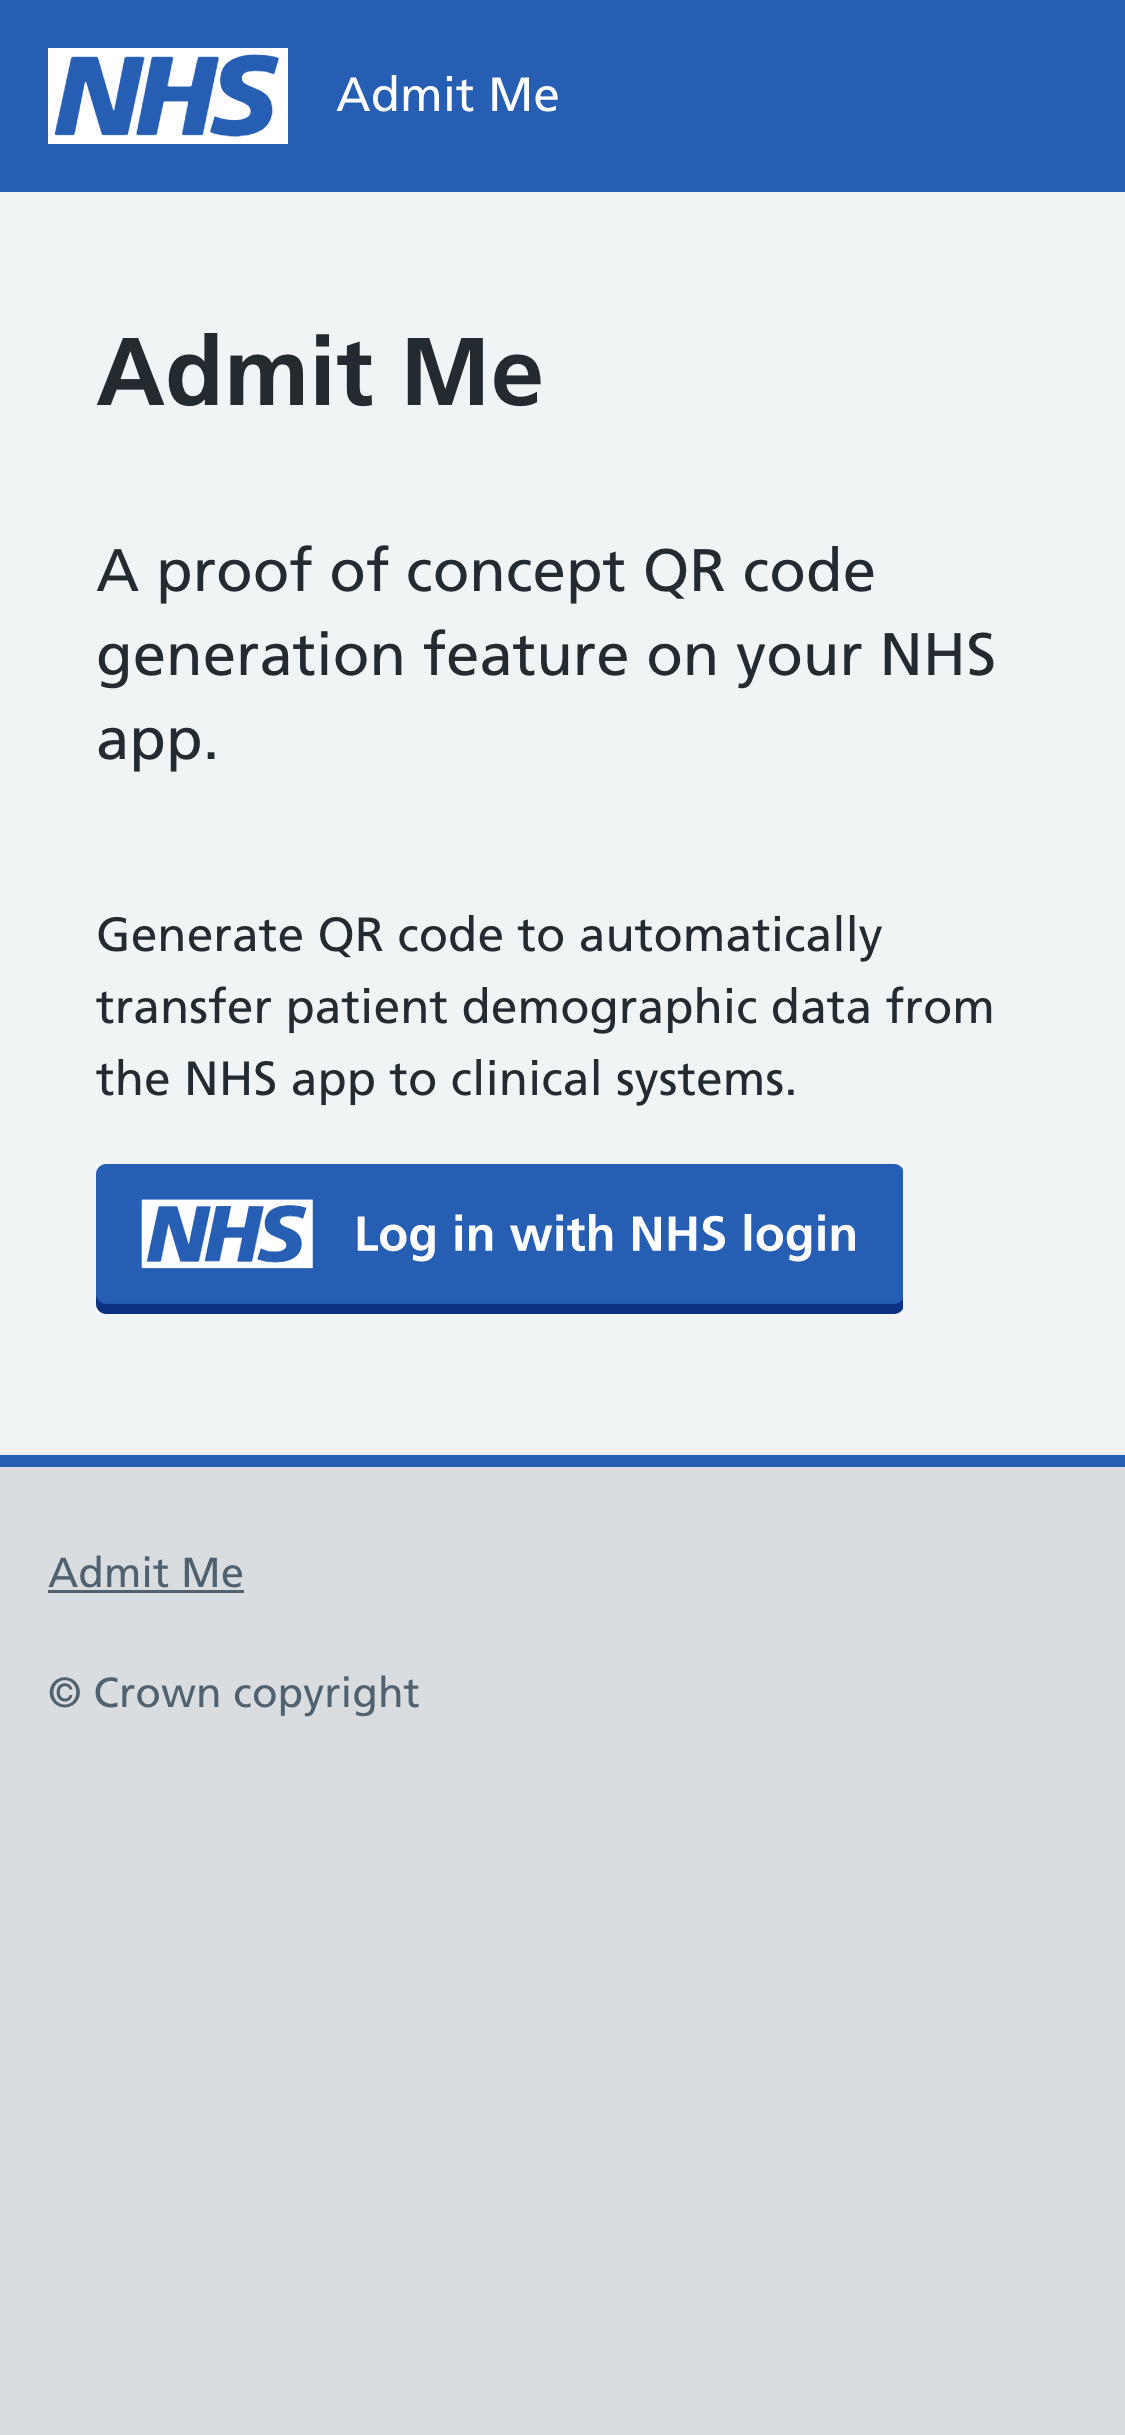 NHS Admit Me
Admit Me
A proof of concept QR code
generation feature on your NHS
app.
Generate QR code to automatically
transfer patient demographic data from
the NHS app to clinical systems.
NHS Log in with NHS login
Admit Me
© Crown copyright